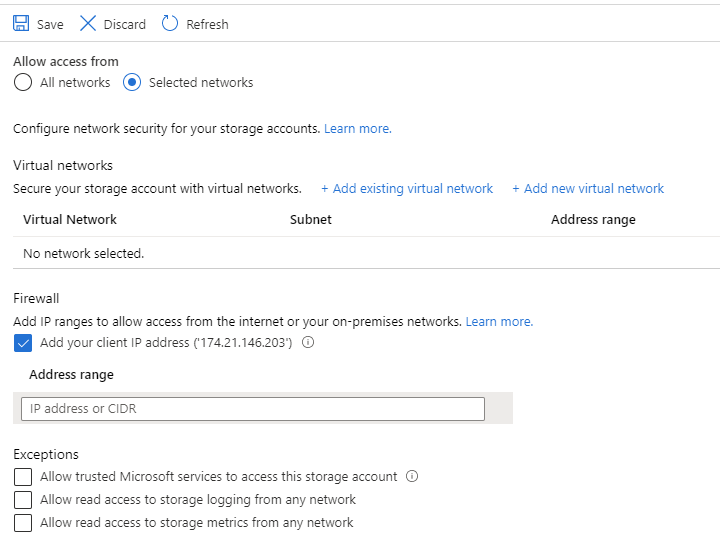 Save Discard Refresh
Allow access from
All networks Selected networks
Configure network security for your storage accounts. Learn more.
Virtual networks
Secure your storage account with virtual networks. + Add existing virtual network + Add new virtual network
Virtual Network Subnet Address range
No network selected.
Firewall
Add IP ranges to allow access from the internet or your on-premises networks. Learn more.
Add your client IP address ('174.21.146.203')
Address range
IP address or CIDR
Exceptions
Allow trusted Microsoft services to access this storage account
Allow read access to storage logging from any network
Allow read access to storage metrics from any network